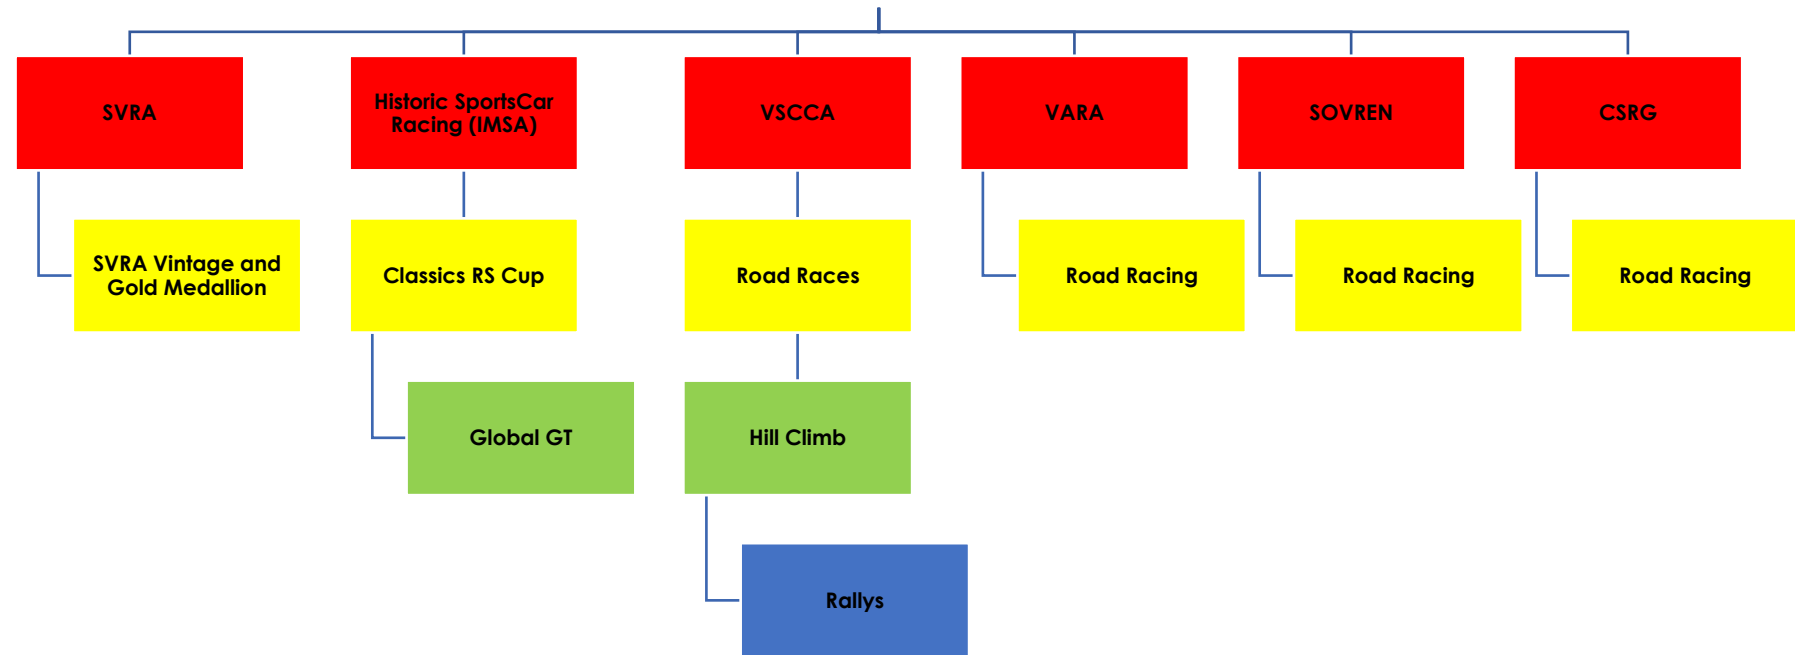 SVRA
Historic SportsCar
Racing (IMSA)
VSCCA
VARA
SOVREN
CSRG
SVRA Vintage and
Gold Medallion
Classics RS Cup
Road Races
Road Racing
Road Racing
Road Racing
Global GT
Hill Climb
Rallys